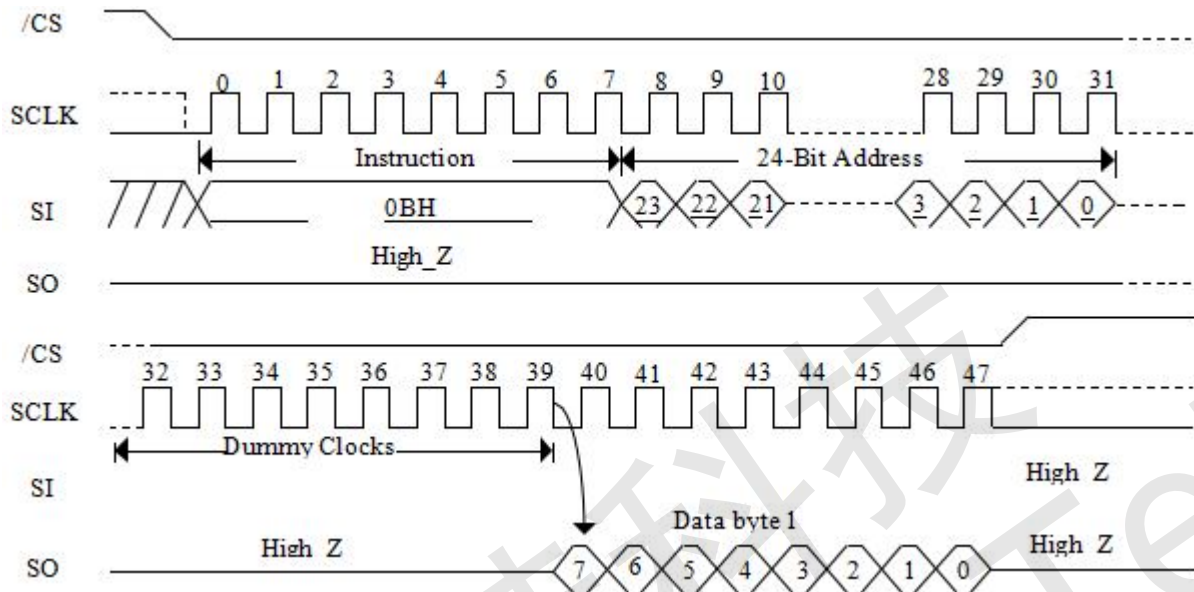 /CS
0 1 2 3 4 5 6 7 8 9 10 28 29 30 31
SCLK
Instruction 24-Bit Address
SI 0BH 23 22 21 3 2 1 0
High_Z
SO
/CS
32 33 34 35 36 37 38 39 40 41 42 43 44 45 46 47
SCLK
Dummy Clocks
SI High Z
Data byte 1
SO High Z 7 6 5 4 3 2 1 0 High Z
科技
Te